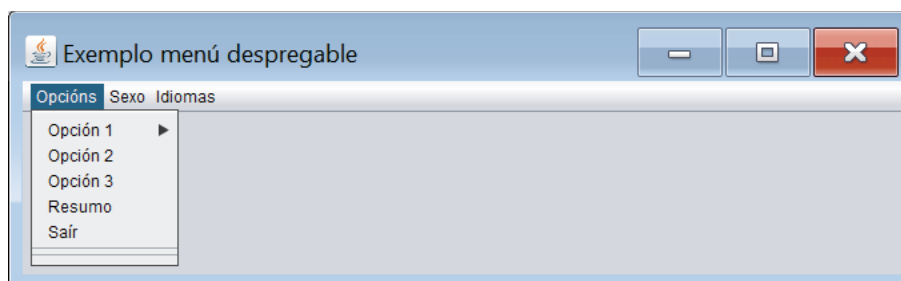 Exemplo menú despregable
Opcións Sexo Idiomas
Opción 1
Opción 2
Opción 3
Resumo
Saír